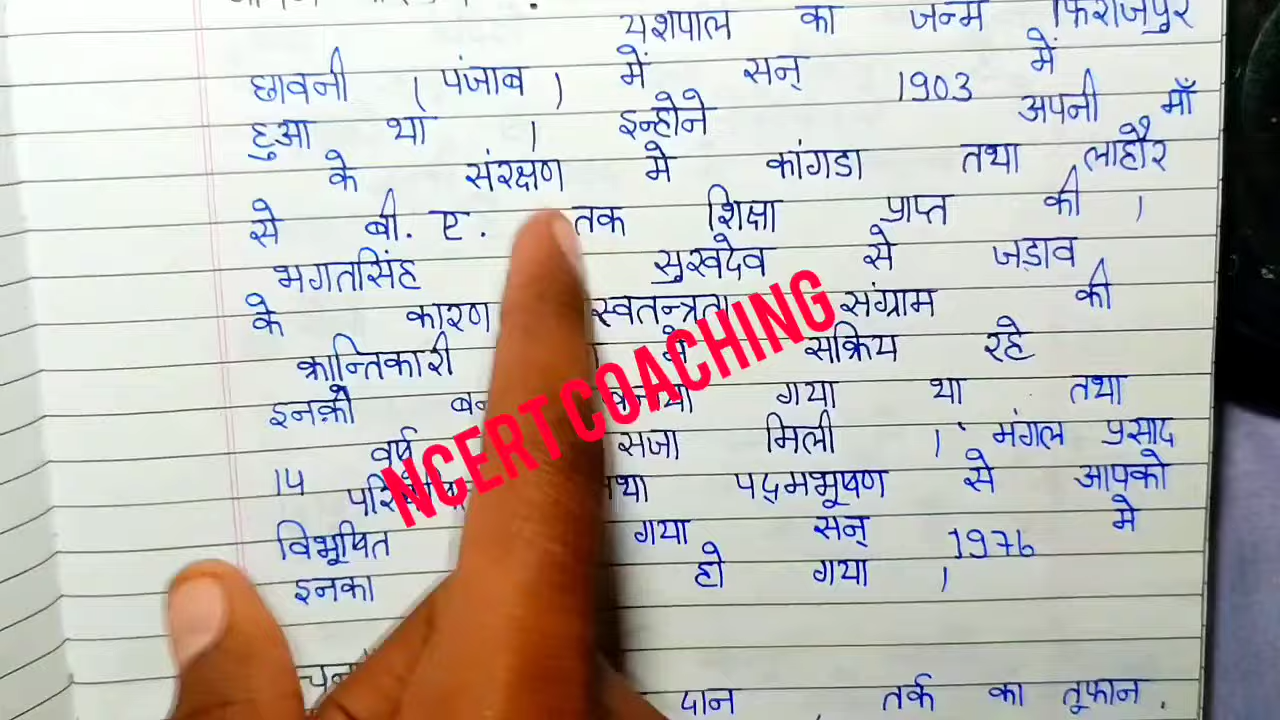 यशपाल का जन्म फिरोजपुर
छावनी ( पंजाब ) में सन् 1903 में
हुआ था । इन्होने अपनी माँ
के संरक्षण मे कांगडा तथा लाहौर
से बी. ए. तक शिक्षा प्राप्त की ।
भगतसिंह सुखदेव से जड़ाव
के कारण स्वतन्त्रता संग्राम की
क्रान्तिकारी में सक्रिय रहे
इनको गया था तथा
14 वर्ष सजा मिली । मंगल प्रसाद
तथा पद्मभूषण से आपको
विभूषित गया सन् 1976 मे
इनका हो गया ।
दान , तर्क का तूफान .
NCERT COACHING